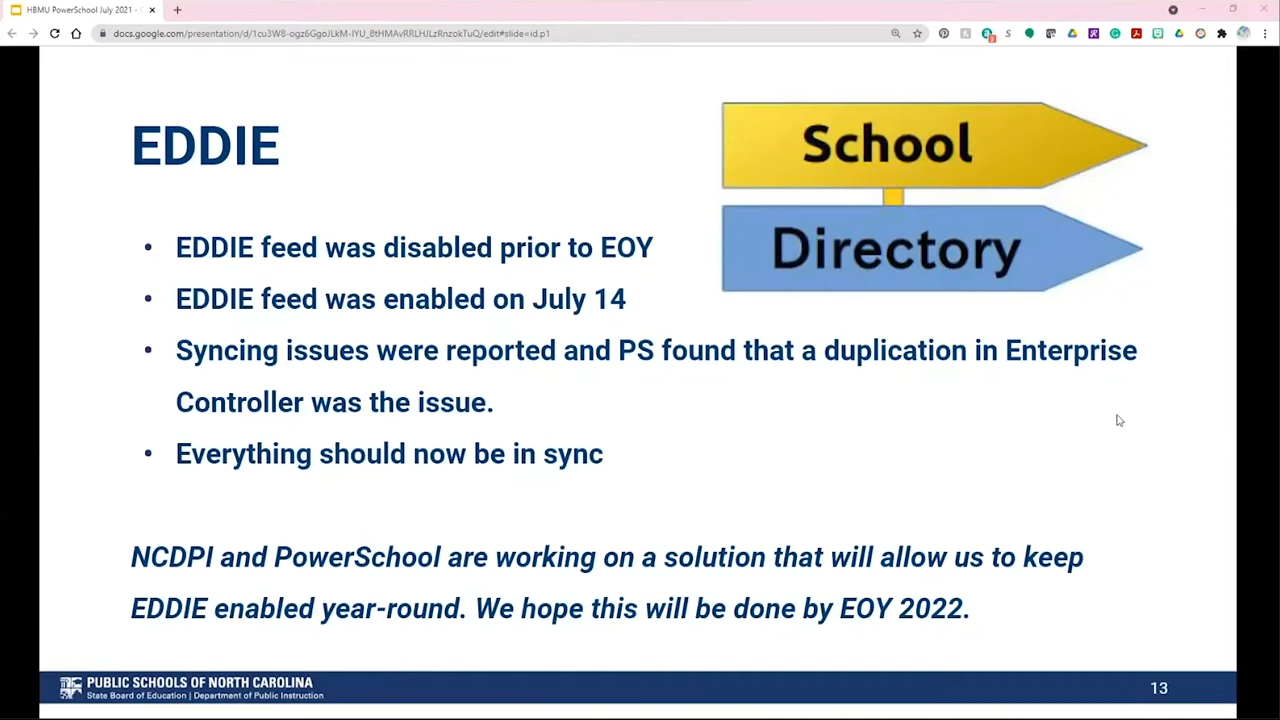 HBMU PowerSchool July 2021 -
docs.google.com/presentation/d/1cu3W8-ogz6GgoJLkM-IYU_8tHMAvRRLHJLzRnzokTuQ/edit#slide=id.p1
School
EDDIE
Directory
• EDDIE feed was disabled prior to EOY
• EDDIE feed was enabled on July 14
• Syncing issues were reported and PS found that a duplication in Enterprise
Controller was the issue.
• Everything should now be in sync
NCDPI and PowerSchool are working on a solution that will allow us to keep
EDDIE enabled year-round. We hope this will be done by EOY 2022.
PUBLIC SCHOOLS OF NORTH CAROLINA
State Board of Education | Department of Public Instruction
13